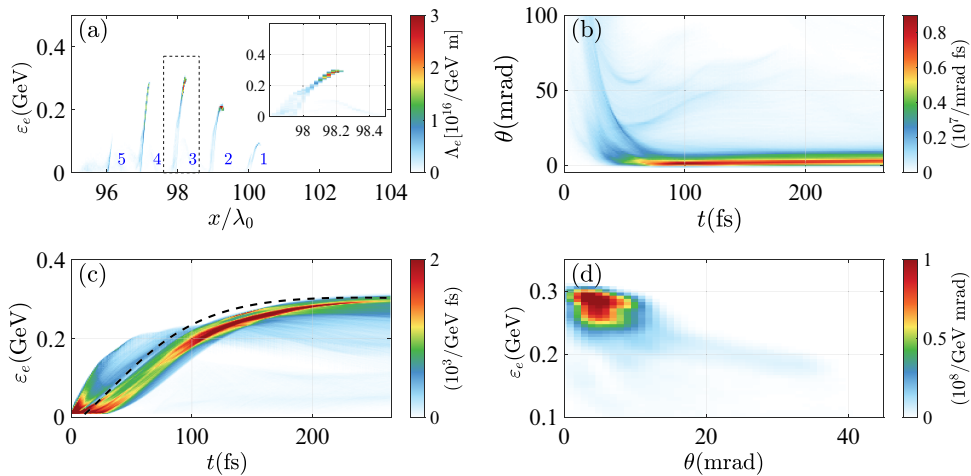 (a)
0.4
0.2
0
ε_e(GeV)
96 98 100 102 104
x/λ_0
5 4 3 2 1
0.6
0.4
0.2
0
98 98.2 98.5
3
2
1
0
Λ_e[10^16/GeV m]
(b)
100
50
0
θ(mrad)
0 100 200
t(fs)
0.8
0.6
0.4
0.2
0
(10^7/mrad fs)
(c)
0.4
0.2
0
ε_e(GeV)
0 100 200
t(fs)
2
1
0
(10^3/GeV fs)
(d)
0.3
0.2
0.1
ε_e(GeV)
0 20 40
θ(mrad)
1
0.5
0
(10^8/GeV mrad)